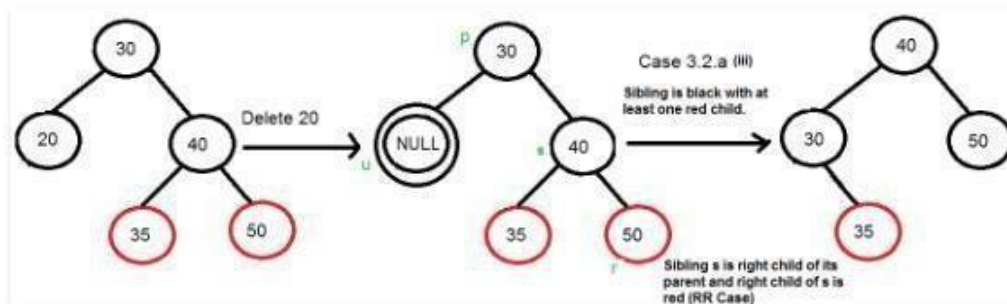 30
20
40
35
50
Delete 20
p
30
NULL
u
s
40
35
50
r
Case 3.2.a (iii)
Sibling is black with at
least one red child.
Sibling s is right child of its
parent and right child of s is
red (RR Case)
40
30
50
35